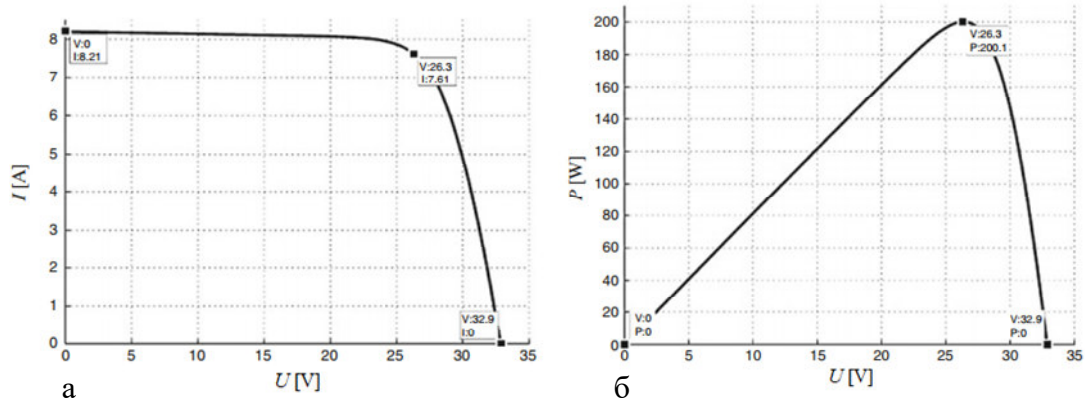 8
7
6
5
4
3
2
1
0
I [A]
V:0
I:8.21
V:26.3
I:7.61
V:32.9
I:0
0 5 10 15 20 25 30 35
U [V]
а
200
180
160
140
120
100
80
60
40
20
0
P [W]
V:26.3
P:200.1
V:0
P:0
V:32.9
P:0
0 5 10 15 20 25 30 35
U [V]
б